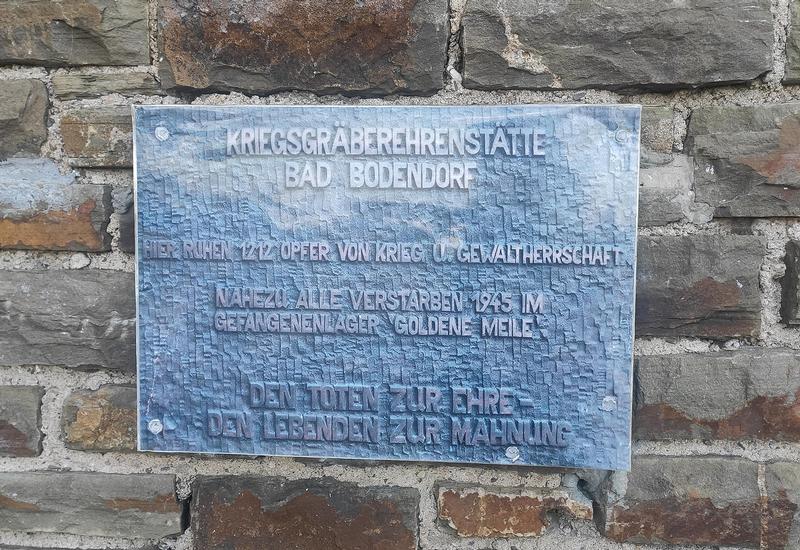 KRIEGSGRÄBEREHRENSTÄTTE
BAD BODENDORF
HIER RUHEN 1212 OPFER VON KRIEG U. GEWALTHERRSCHAFT
NAHEZU ALLE VERSTARBEN 1945 IM
GEFANGENENLAGER "GOLDENE MEILE".
DEN TOTEN ZUR EHRE -
DEN LEBENDEN ZUR MAHNUNG